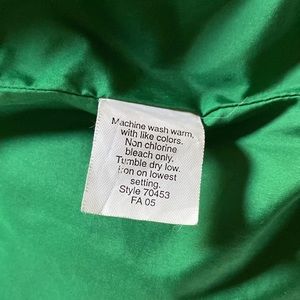 Machine wash warm,
with like colors.
Non chlorine
bleach only.
Tumble dry low.
Iron on lowest
setting.
Style 70453
FA 05